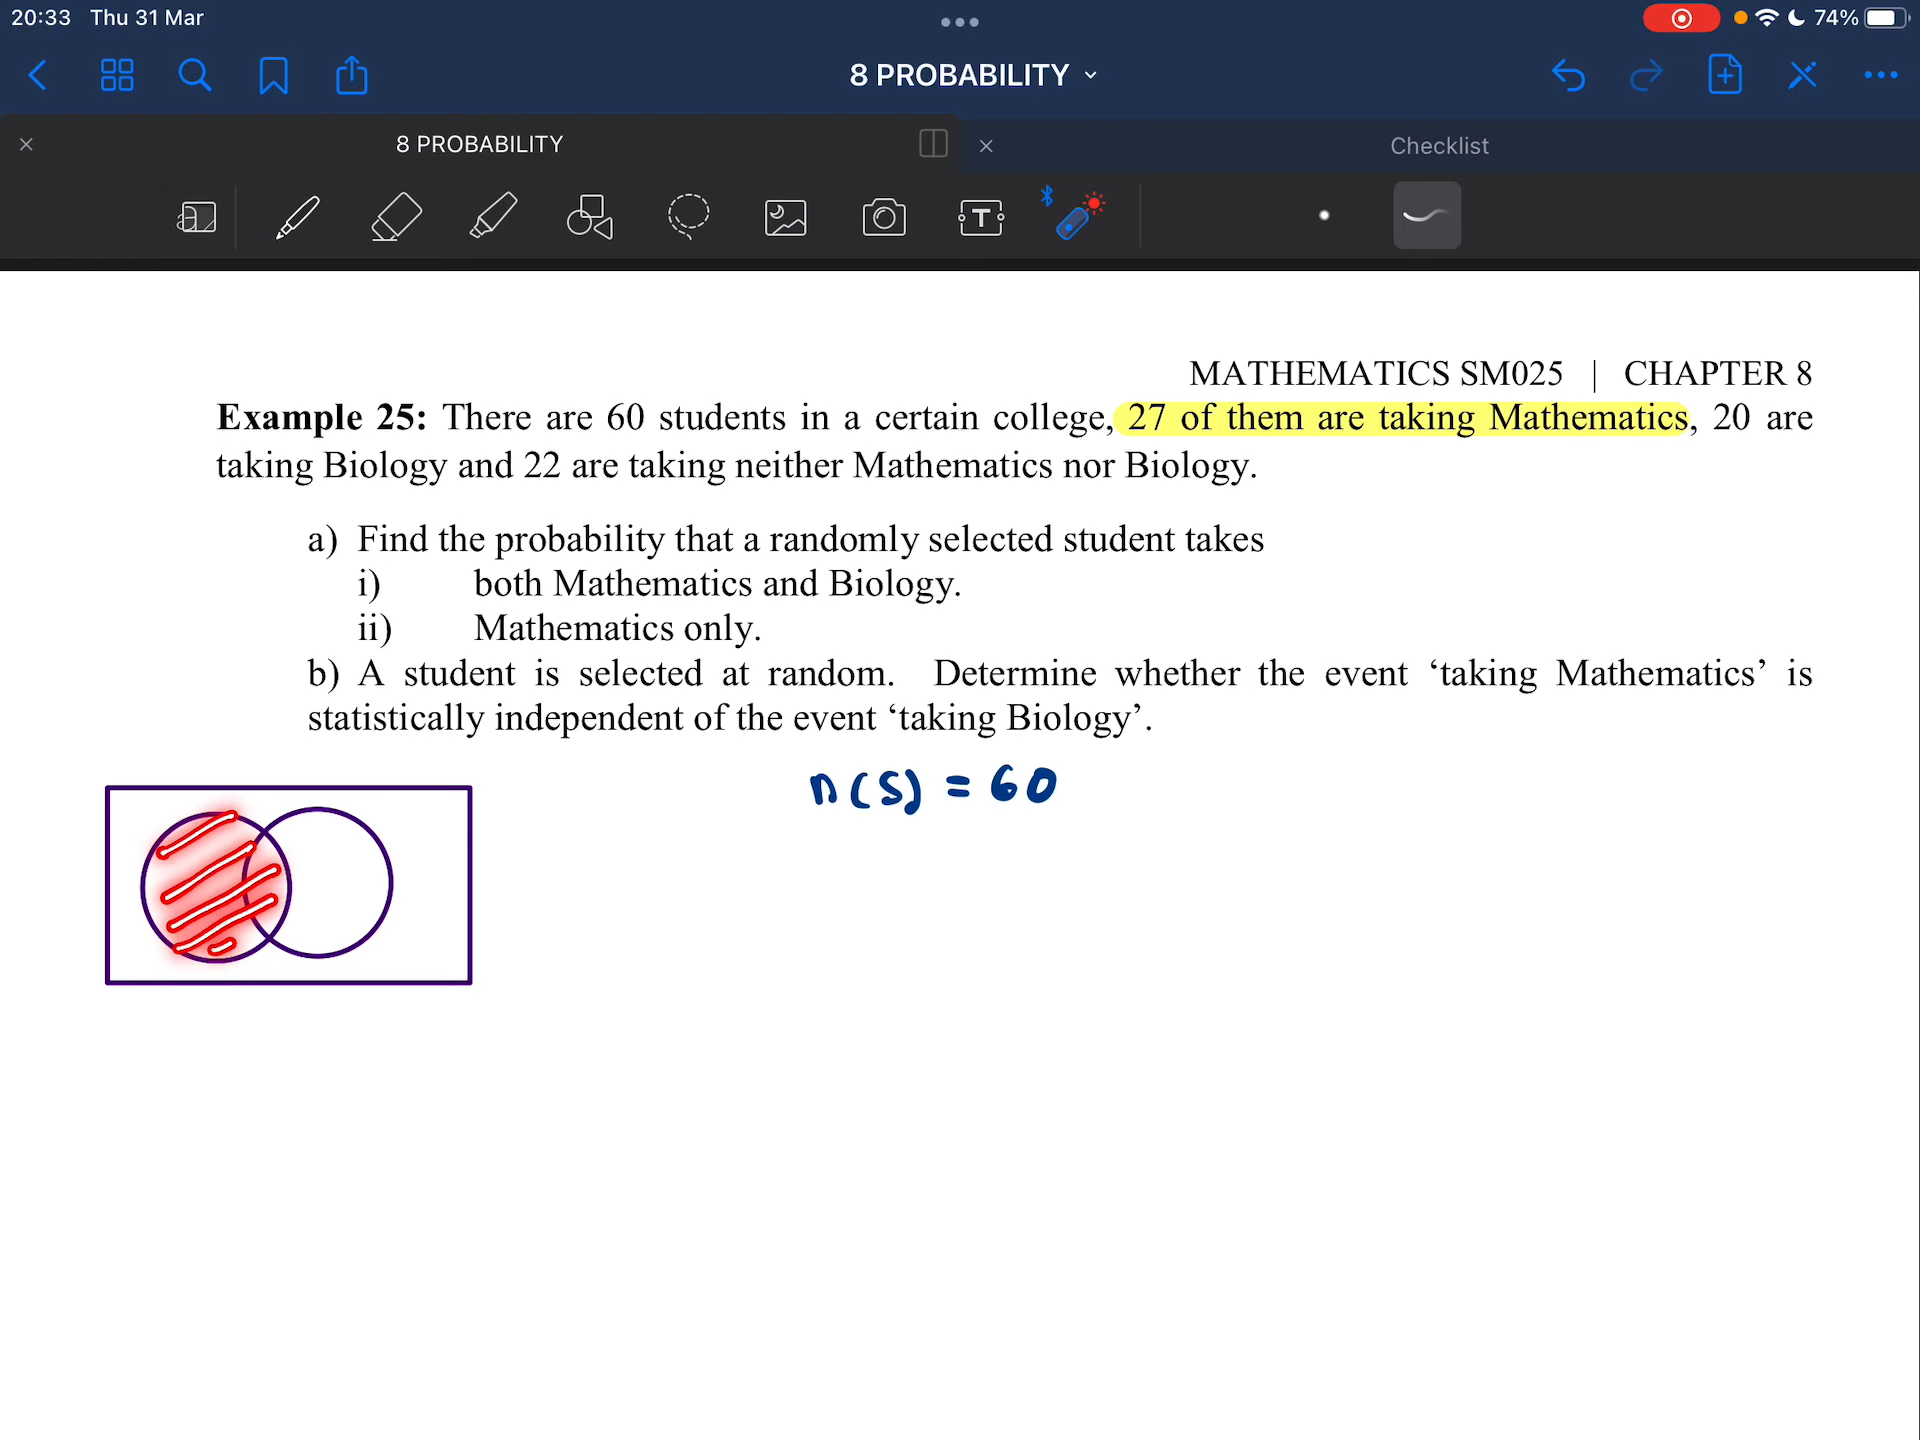 20:33 Thu 31 Mar
74%
8 PROBABILITY
8 PROBABILITY
Checklist
MATHEMATICS SM025 | CHAPTER 8
Example 25: There are 60 students in a certain college, 27 of them are taking Mathematics, 20 are
taking Biology and 22 are taking neither Mathematics nor Biology.
a) Find the probability that a randomly selected student takes
i) both Mathematics and Biology.
ii) Mathematics only.
b) A student is selected at random. Determine whether the event ‘taking Mathematics’ is
statistically independent of the event ‘taking Biology’.
n(S) = 60